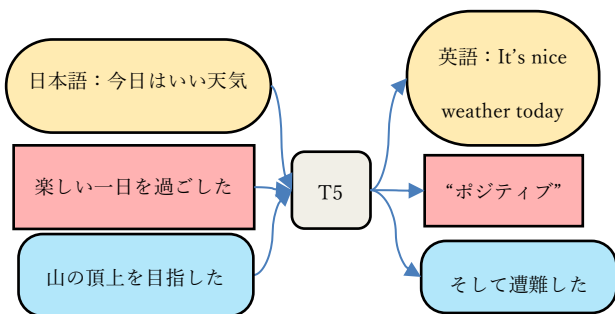 日本語：今日はいい天気
楽しい一日を過ごした
山の頂上を目指した
T5
英語：It’s nice
weather today
“ポジティブ”
そして遭難した